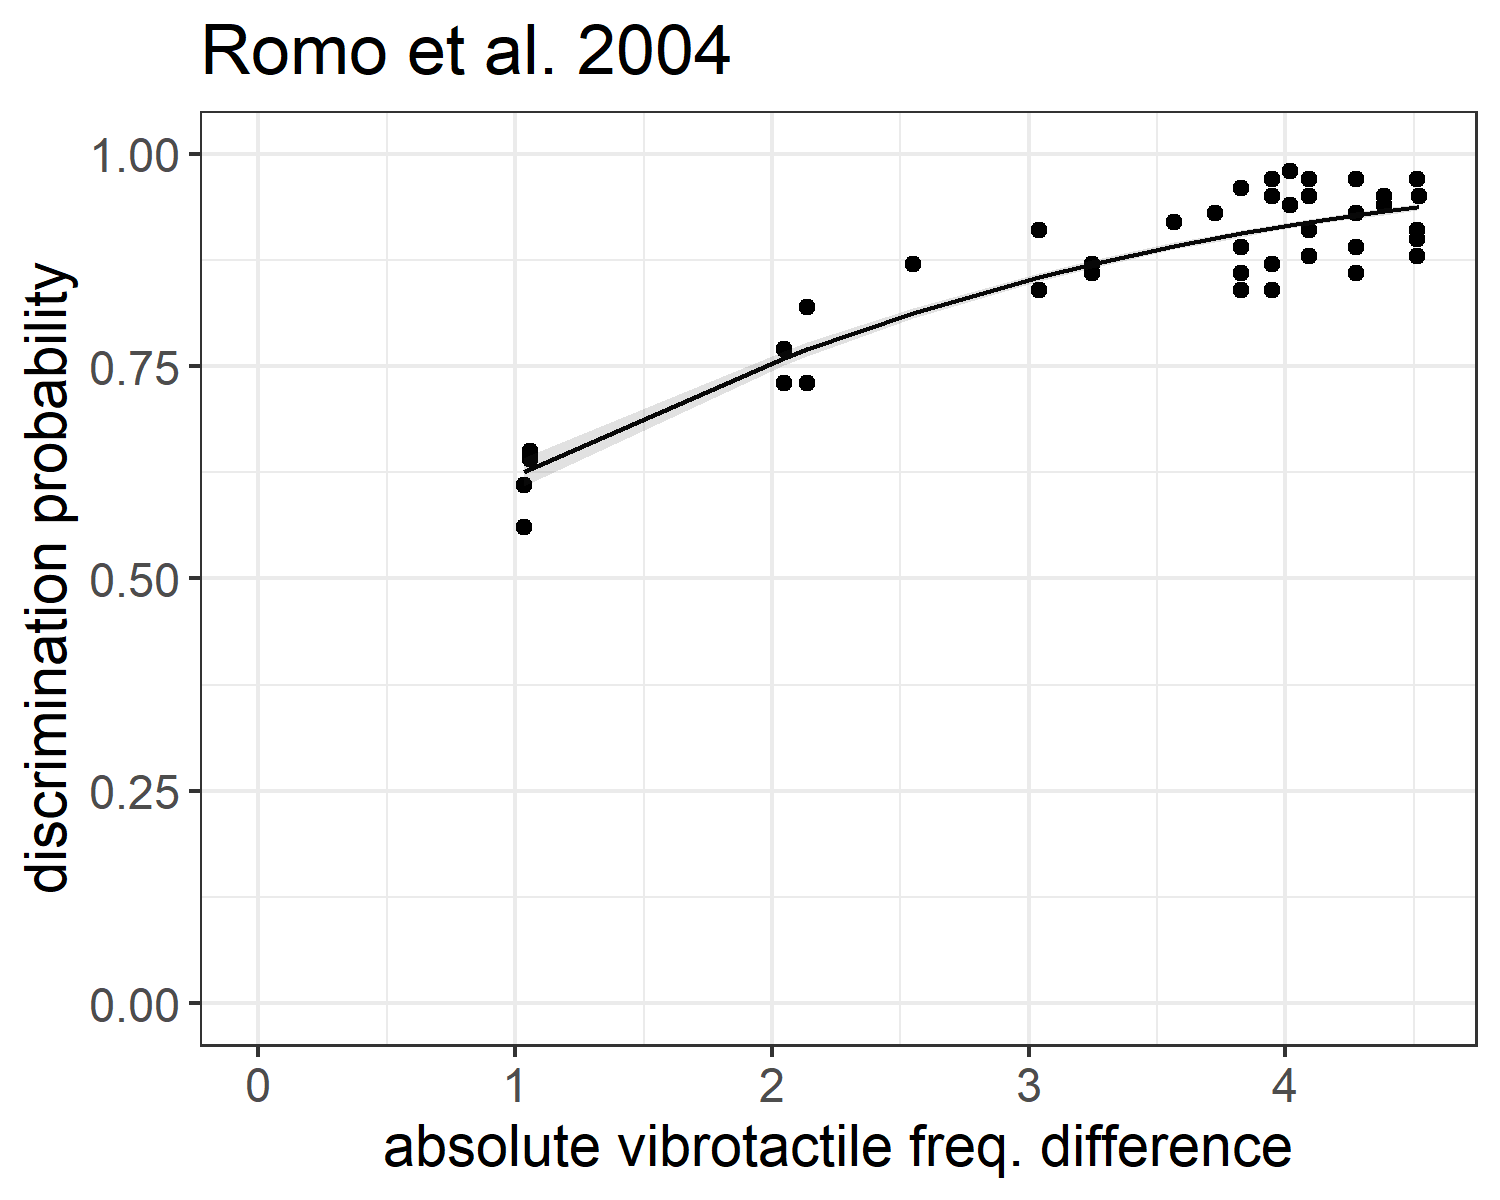 Romo et al. 2004
discrimination probability
1.00
0.75
0.50
0.25
0.00
0 1 2 3 4
absolute vibrotactile freq. difference